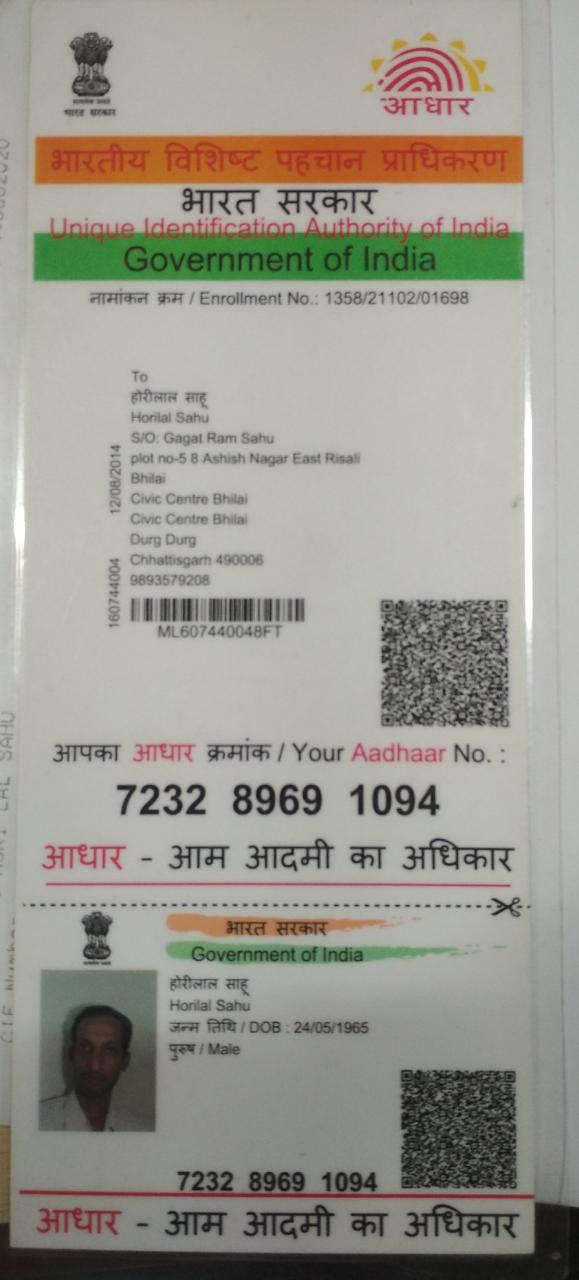 सत्यमेव जयते
भारत सरकार
आधार
भारतीय विशिष्ट पहचान प्राधिकरण
भारत सरकार
Unique Identification Authority of India
Government of India
नामांकन क्रम / Enrollment No.: 1358/21102/01698
To
होरीलाल साहू
Horilal Sahu
S/O: Gagat Ram Sahu
plot no-5 8 Ashish Nagar East Risali
Bhilai
Civic Centre Bhilai
Civic Centre Bhilai
Durg Durg
Chhattisgarh 490006
9893579208
160744004 12/08/2014
ML607440048FT
आपका आधार क्रमांक / Your Aadhaar No. :
7232 8969 1094
आधार - आम आदमी का अधिकार
भारत सरकार
Government of India
होरीलाल साहू
Horilal Sahu
जन्म तिथि / DOB : 24/05/1965
पुरुष / Male
7232 8969 1094
आधार - आम आदमी का अधिकार
LAL SAHU